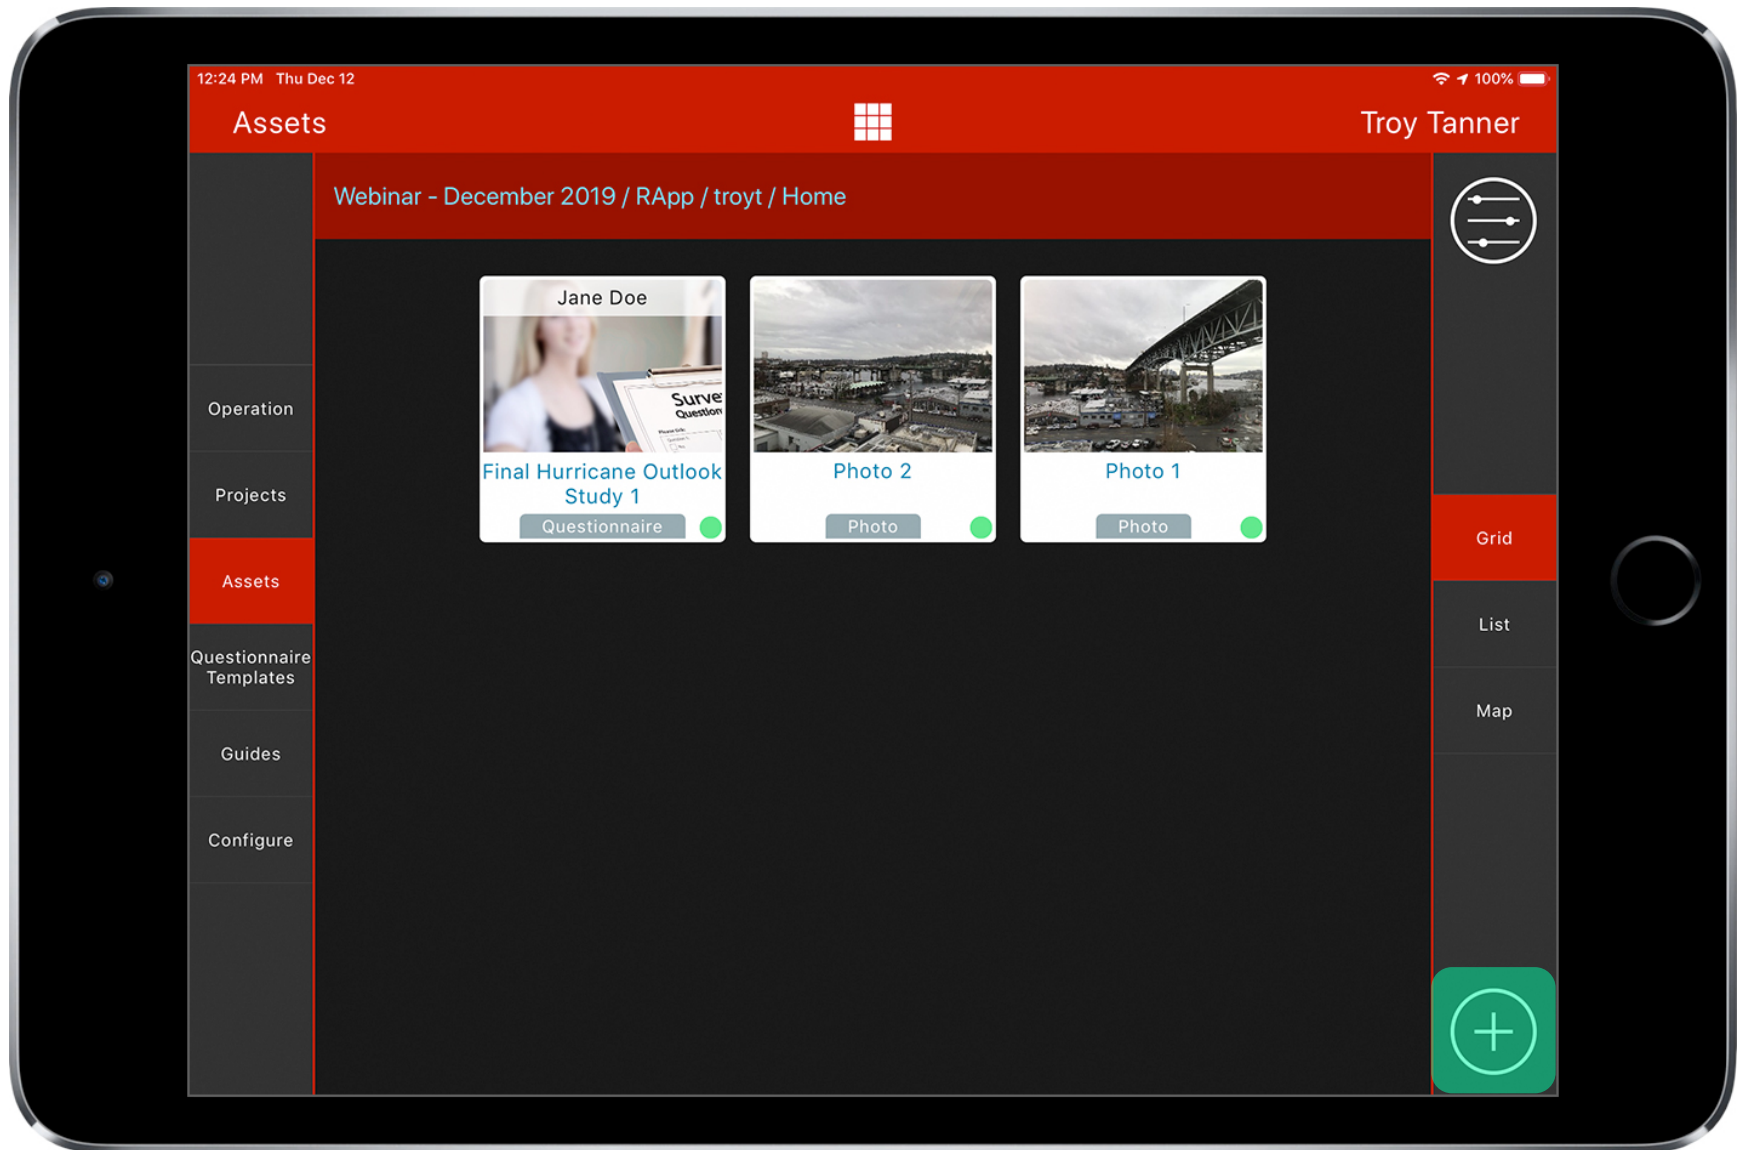 12:24 PM Thu Dec 12
100%
Assets
Troy Tanner
Webinar - December 2019 / RApp / troyt / Home
Operation
Projects
Assets
Questionnaire
Templates
Guides
Configure
Jane Doe
Surve
Question
Final Hurricane Outlook
Study 1
Questionnaire
Photo 2
Photo
Photo 1
Photo
Grid
List
Map